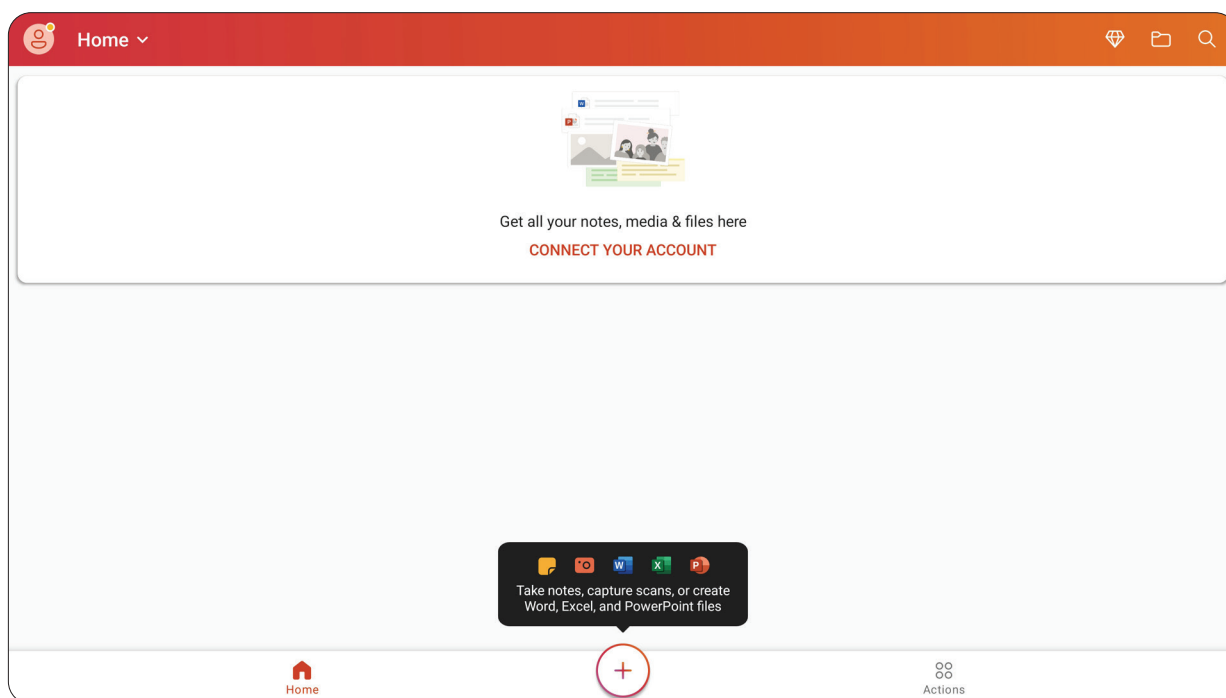 Home
Get all your notes, media & files here
CONNECT YOUR ACCOUNT
W X P
Take notes, capture scans, or create
Word, Excel, and PowerPoint files
Home
Actions